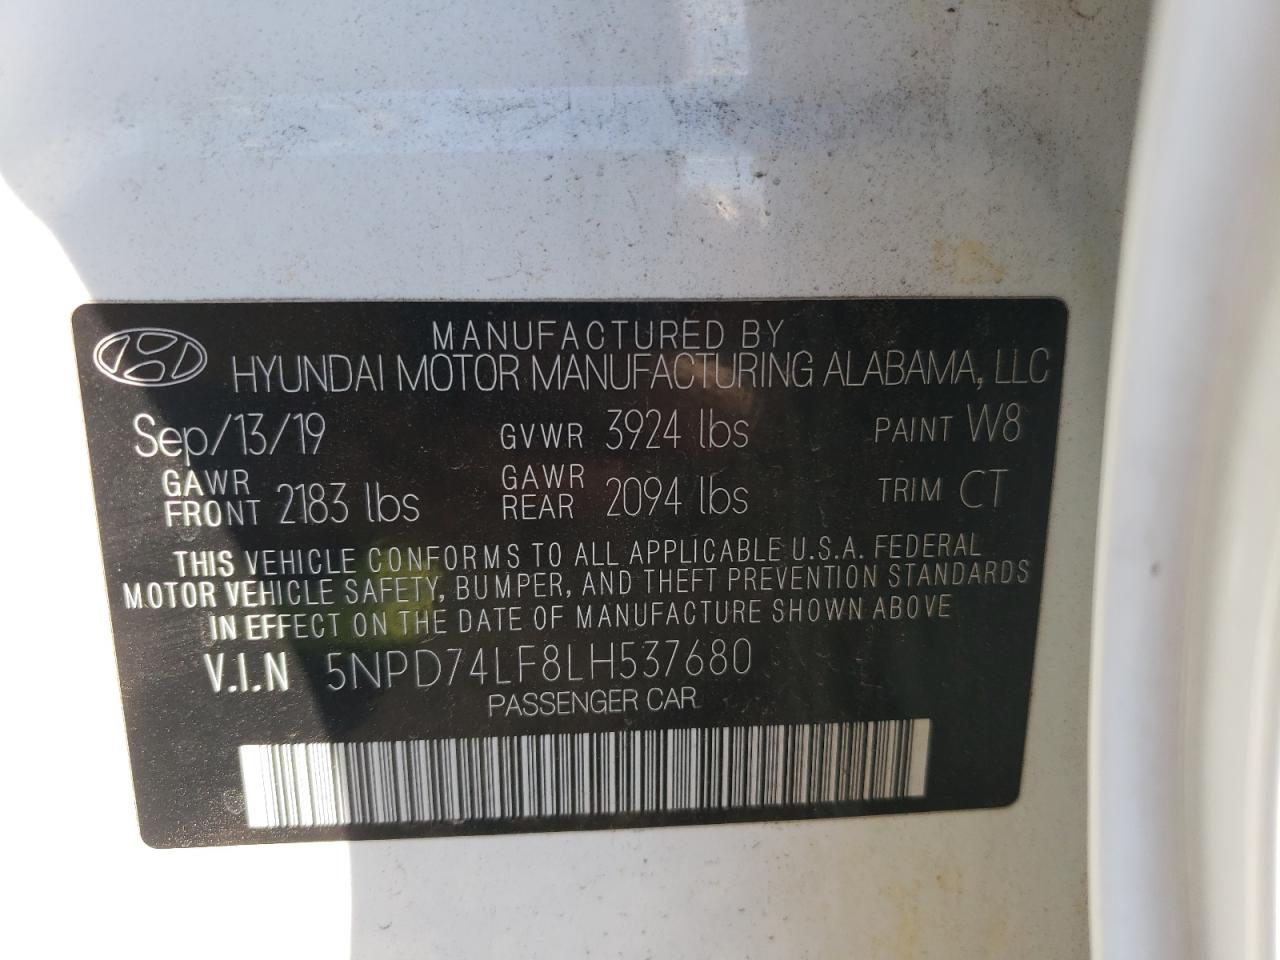 MANUFACTURED BY
HYUNDAI MOTOR MANUFACTURING ALABAMA, LLC
Sep/13/19 GVWR 3924 lbs PAINT W8
GAWR FRONT 2183 lbs GAWR REAR 2094 lbs TRIM CT
THIS VEHICLE CONFORMS TO ALL APPLICABLE U.S.A. FEDERAL
MOTOR VEHICLE SAFETY, BUMPER, AND THEFT PREVENTION STANDARDS
IN EFFECT ON THE DATE OF MANUFACTURE SHOWN ABOVE
V.I.N 5NPD74LF8LH537680
PASSENGER CAR